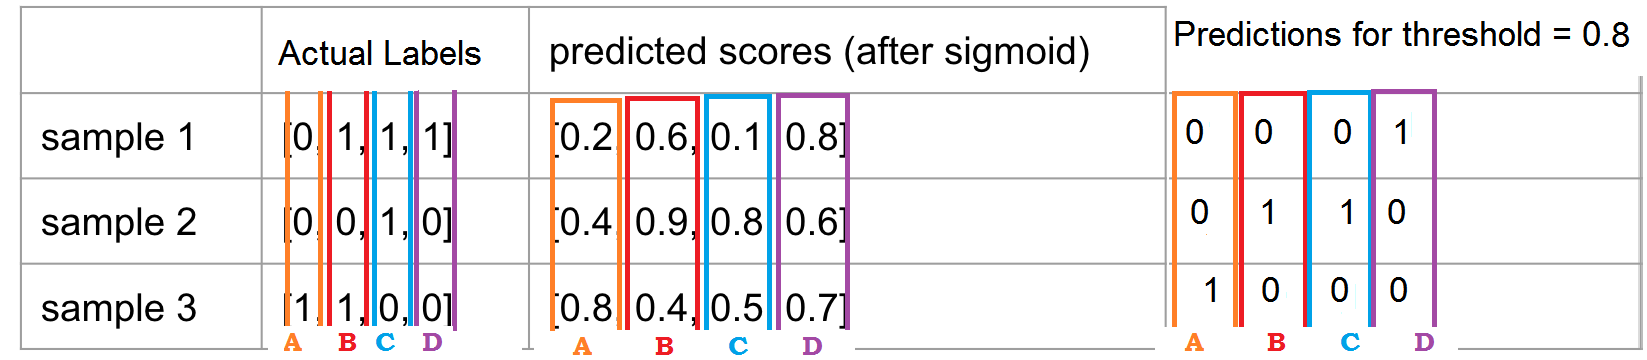 Actual Labels predicted scores (after sigmoid) Predictions for threshold = 0.8
sample 1 [0, 1, 1, 1] [0.2, 0.6, 0.1 0.8] 0 0 0 1
sample 2 [0, 0, 1, 0] [0.4, 0.9, 0.8 0.6] 0 1 1 0
sample 3 [1, 1, 0, 0] [0.8, 0.4, 0.5 0.7] 1 0 0 0
A B C D A B C D A B C D